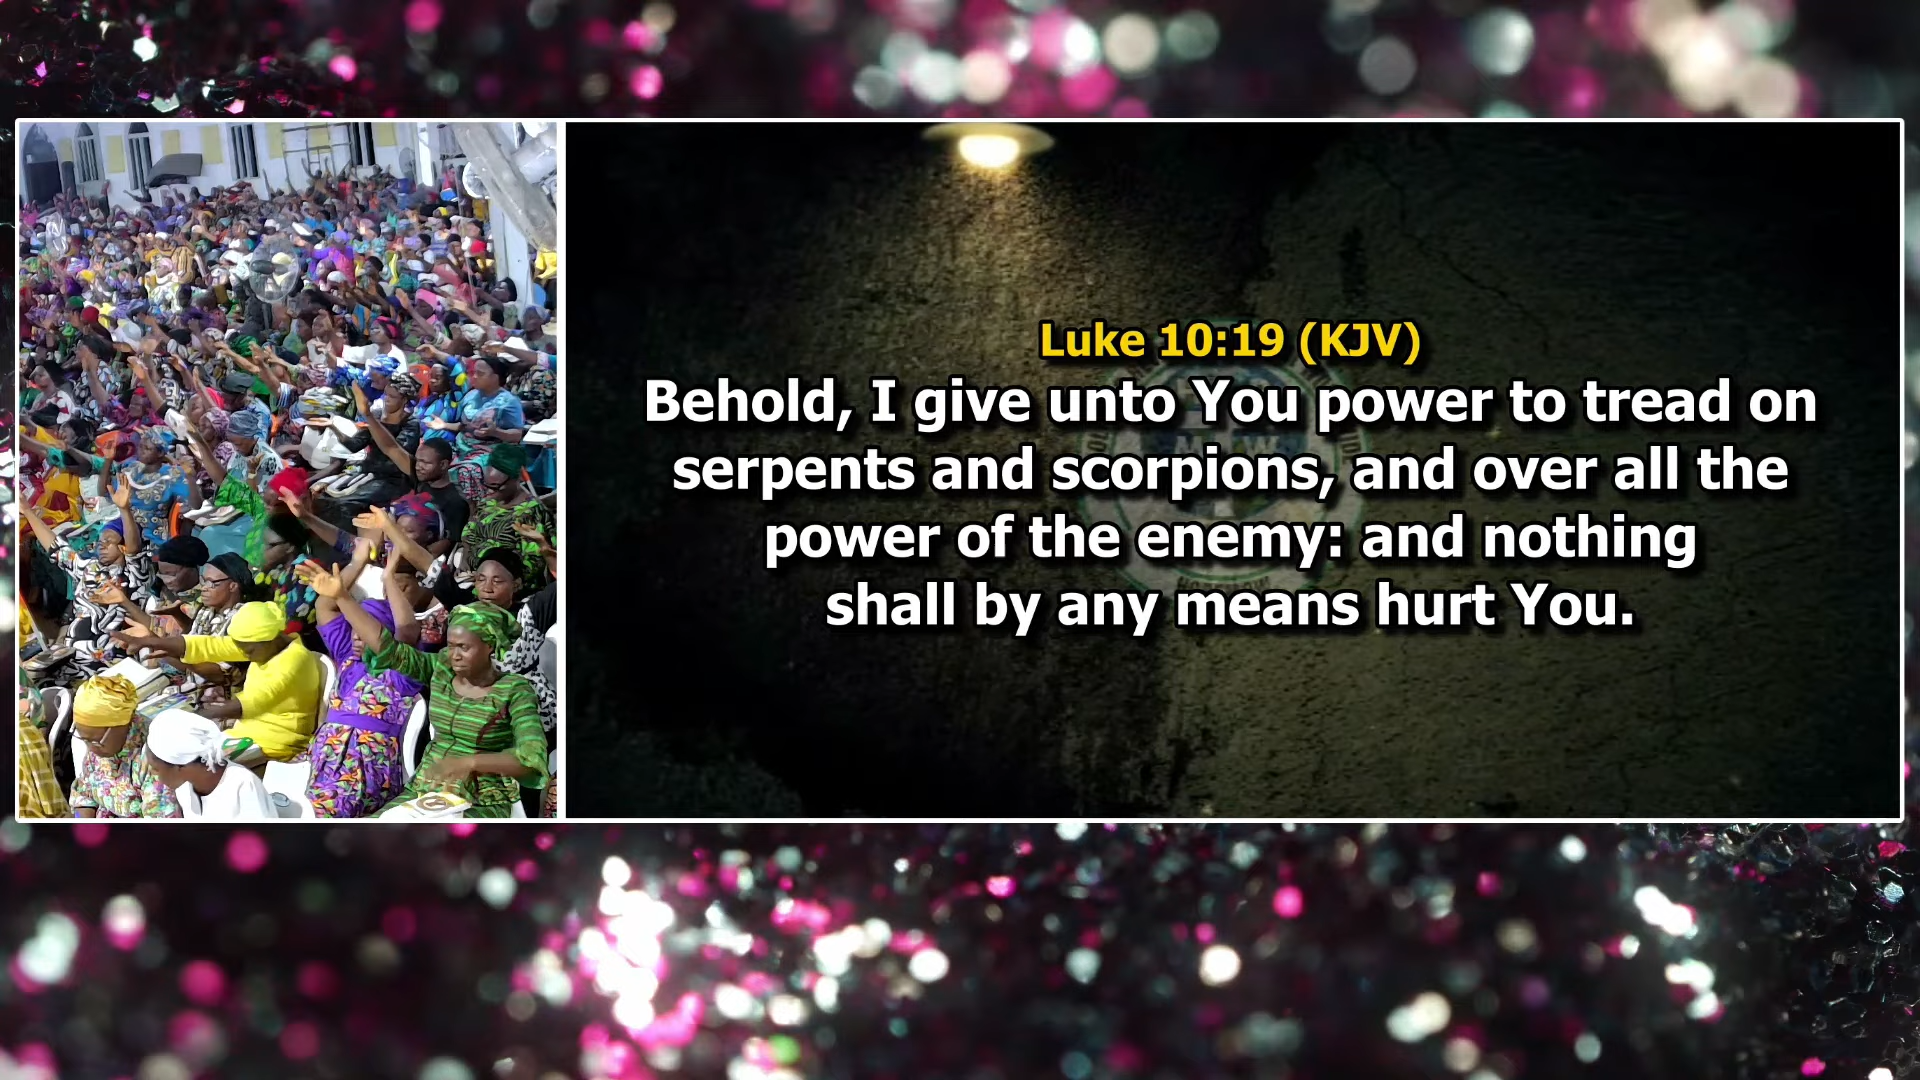 Luke 10:19 (KJV)
Behold, I give unto You power to tread on
serpents and scorpions, and over all the
power of the enemy: and nothing
shall by any means hurt You.